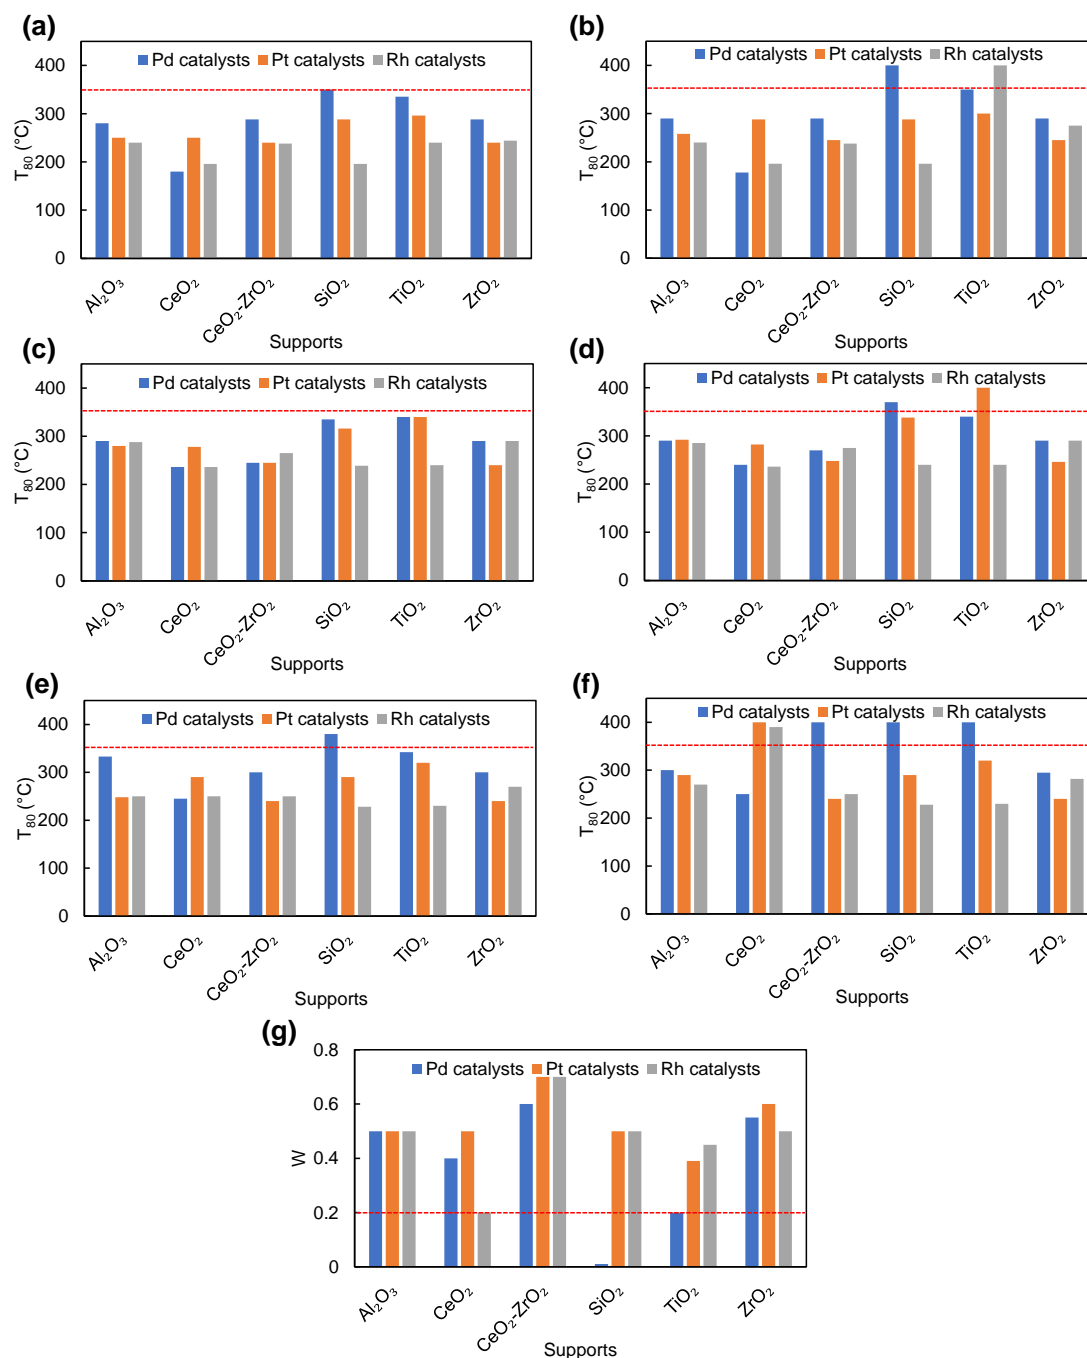 (a)
Pd catalysts Pt catalysts Rh catalysts
400
300
200
100
0
T80 (°C)
Al2O3 CeO2 CeO2-ZrO2 SiO2 TiO2 ZrO2
Supports
(b)
Pd catalysts Pt catalysts Rh catalysts
400
300
200
100
0
T80 (°C)
Al2O3 CeO2 CeO2-ZrO2 SiO2 TiO2 ZrO2
Supports
(c)
Pd catalysts Pt catalysts Rh catalysts
400
300
200
100
0
T80 (°C)
Al2O3 CeO2 CeO2-ZrO2 SiO2 TiO2 ZrO2
Supports
(d)
Pd catalysts Pt catalysts Rh catalysts
400
300
200
100
0
T80 (°C)
Al2O3 CeO2 CeO2-ZrO2 SiO2 TiO2 ZrO2
Supports
(e)
Pd catalysts Pt catalysts Rh catalysts
400
300
200
100
0
T80 (°C)
Al2O3 CeO2 CeO2-ZrO2 SiO2 TiO2 ZrO2
Supports
(f)
Pd catalysts Pt catalysts Rh catalysts
400
300
200
100
0
T80 (°C)
Al2O3 CeO2 CeO2-ZrO2 SiO2 TiO2 ZrO2
Supports
(g)
0.8
Pd catalysts Pt catalysts Rh catalysts
0.6
0.4
0.2
0
W
Al2O3 CeO2 CeO2-ZrO2 SiO2 TiO2 ZrO2
Supports